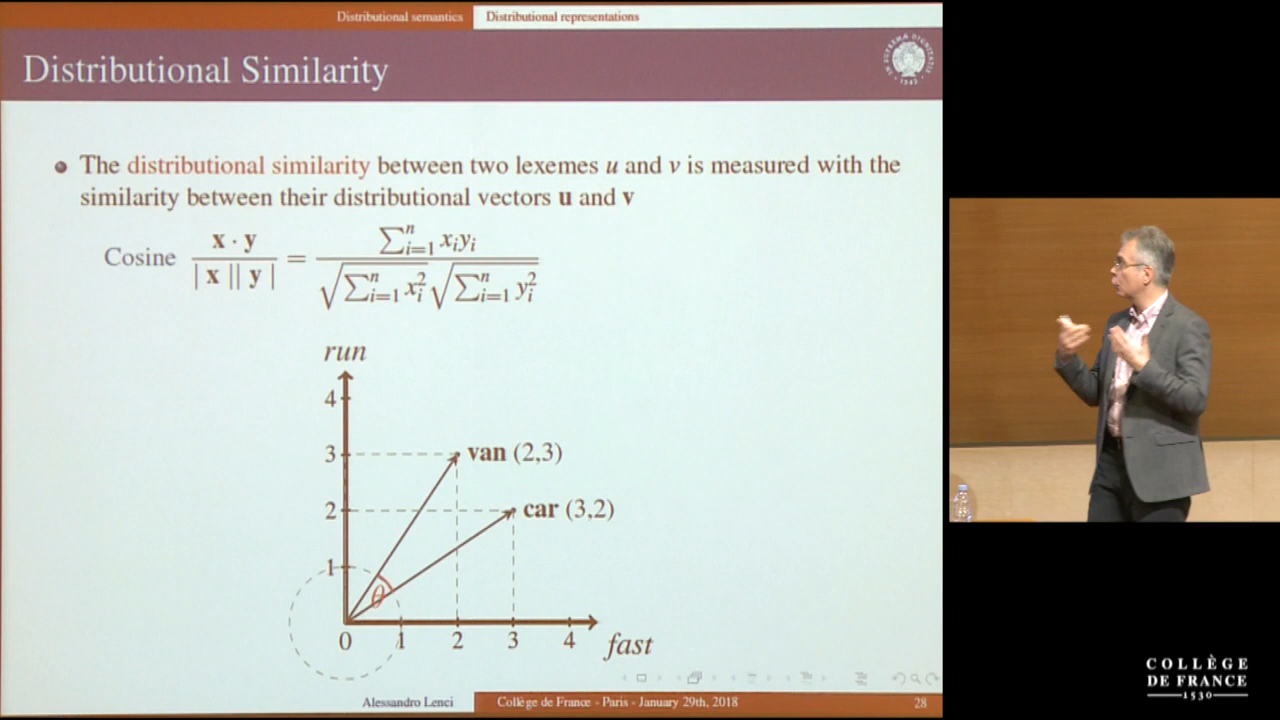 Distributional semantics Distributional representations
Distributional Similarity
The distributional similarity between two lexemes u and v is measured with the
similarity between their distributional vectors u and v
Cosine x · y / | x || y | = ∑ⁿᵢ₌₁ xᵢyᵢ / √∑ⁿᵢ₌₁ xᵢ² √∑ⁿᵢ₌₁ yᵢ²
run
4
3 van (2,3)
2 car (3,2)
1
θ
0 1 2 3 4 fast
Alessandro Lenci Collège de France - Paris - January 29th, 2018 28
COLLÈGE
DE FRANCE
1530